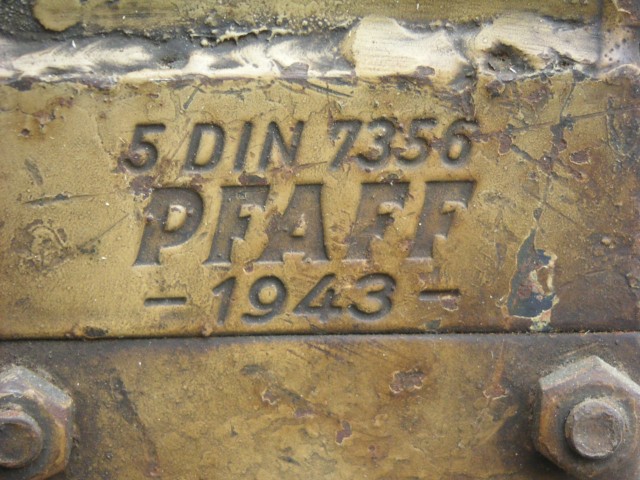 5 DIN 7356
PFAFF
- 1943 -